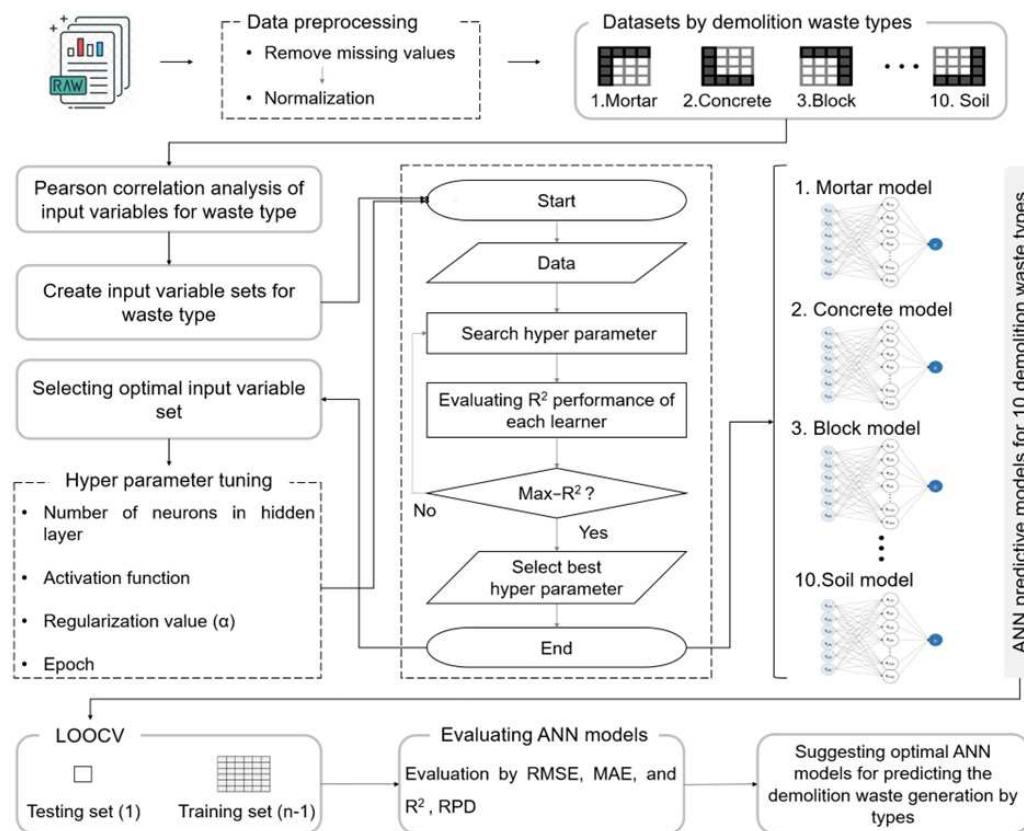 Data preprocessing
• Remove missing values
• Normalization
RAW
Datasets by demolition waste types
1.Mortar 2.Concrete 3.Block 10. Soil
Pearson correlation analysis of
input variables for waste type
Create input variable sets for
waste type
Selecting optimal input variable
set
Hyper parameter tuning
• Number of neurons in hidden
layer
• Activation function
• Regularization value (α)
• Epoch
Start
Data
Search hyper parameter
Evaluating R² performance of
each learner
Max–R² ?
No
Yes
Select best
hyper parameter
End
1. Mortar model
2. Concrete model
3. Block model
10.Soil model
ANN predictive models for 10 demolition waste types
LOOCV
Testing set (1) Training set (n-1)
Evaluating ANN models
Evaluation by RMSE, MAE, and
R² , RPD
Suggesting optimal ANN
models for predicting the
demolition waste generation by
types